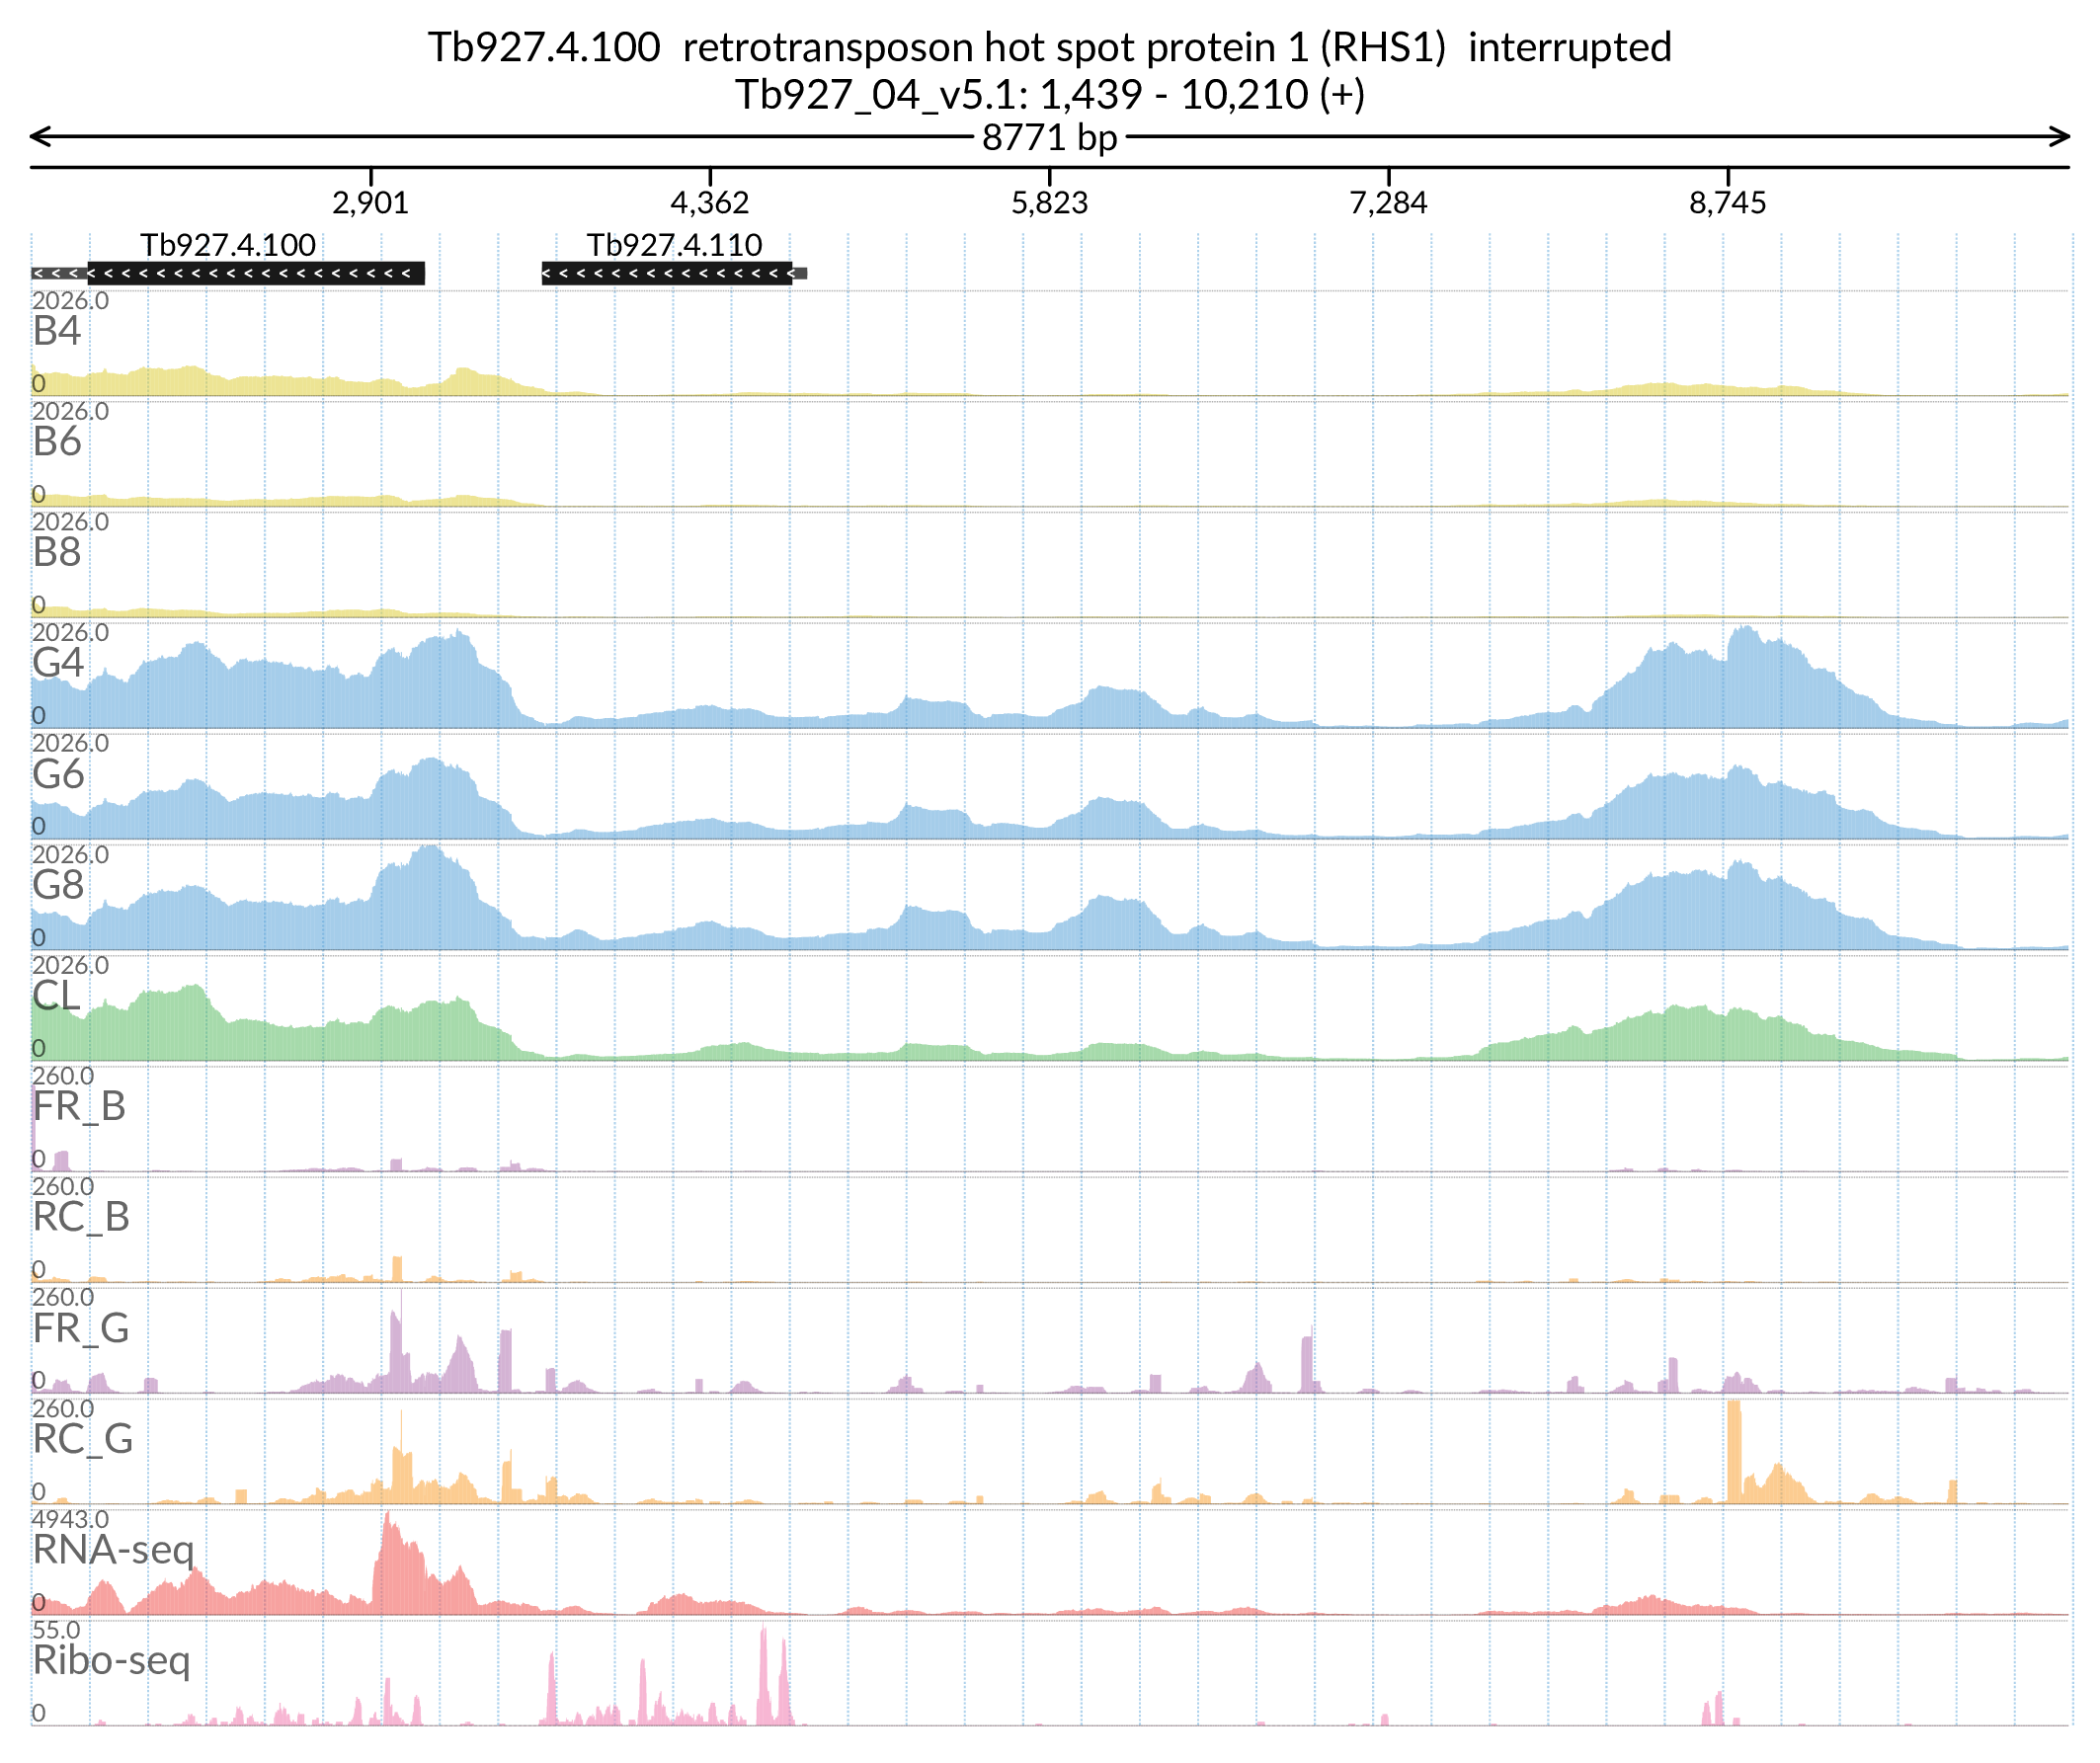 Tb927.4.100 retrotransposon hot spot protein 1 (RHS1) interrupted
Tb927_04_v5.1: 1,439 - 10,210 (+)
8771 bp
2,901 4,362 5,823 7,284 8,745
Tb927.4.100 Tb927.4.110
2026.0
B4
0
2026.0
B6
0
2026.0
B8
0
2026.0
G4
0
2026.0
G6
0
2026.0
G8
0
2026.0
CL
0
260.0
FR_B
0
260.0
RC_B
0
260.0
FR_G
0
260.0
RC_G
0
4943.0
RNA-seq
0
55.0
Ribo-seq
0